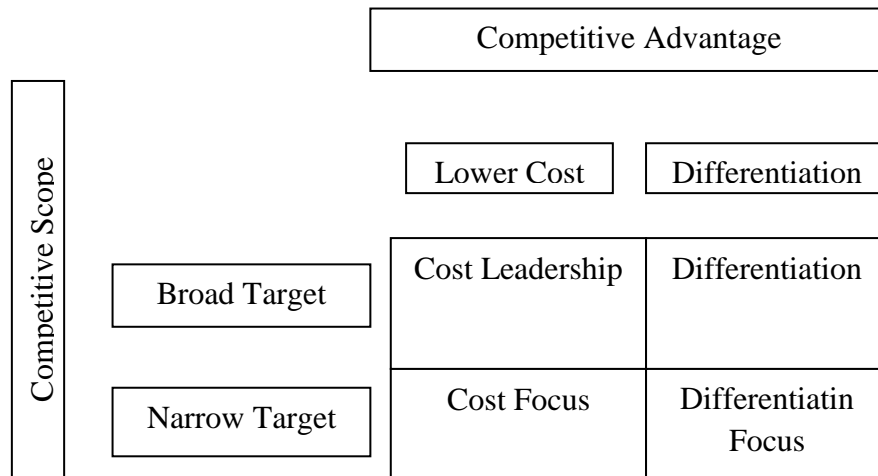 Competitive Advantage
Competitive Scope
Lower Cost
Differentiation
Broad Target
Cost Leadership
Differentiation
Narrow Target
Cost Focus
Differentiatin
Focus